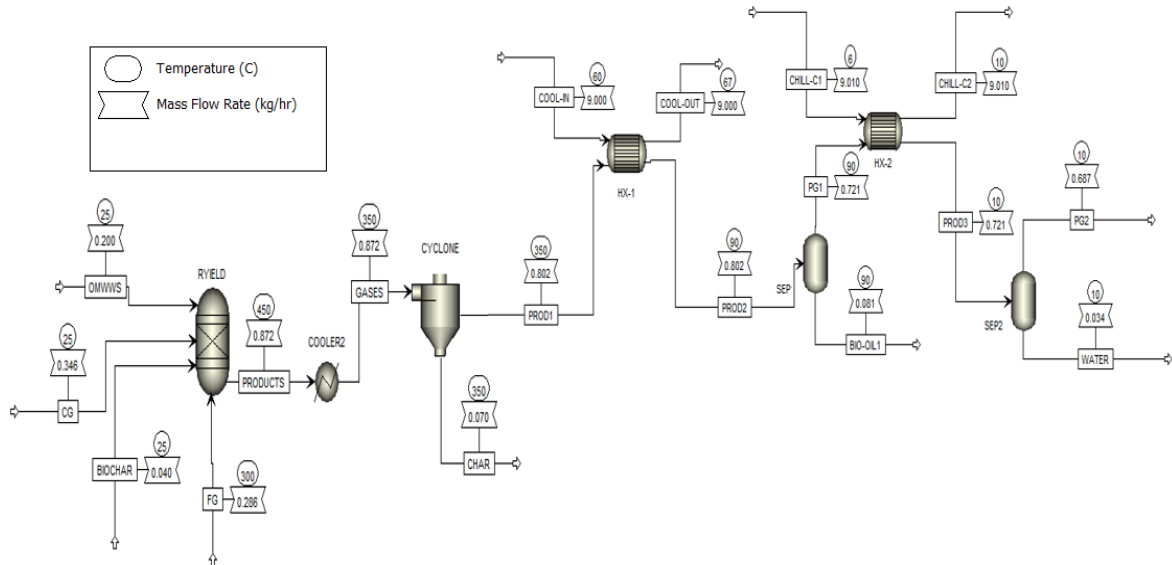 Temperature (C)
Mass Flow Rate (kg/hr)
60
9.000
COOL-IN
67
9.000
COOL-OUT
HX-1
6
9.010
CHILL-C1
10
9.010
CHILL-C2
HX-2
25
0.200
OMWWS
RYIELD
25
0.346
CG
25
0.040
BIOCHAR
300
0.286
FG
450
0.872
PRODUCTS
COOLER2
350
0.872
GASES
CYCLONE
350
0.070
CHAR
350
0.802
PROD1
90
0.802
PROD2
90
0.721
PG1
SEP
90
0.081
BIO-OIL1
10
0.721
PROD3
10
0.687
PG2
SEP2
10
0.034
WATER